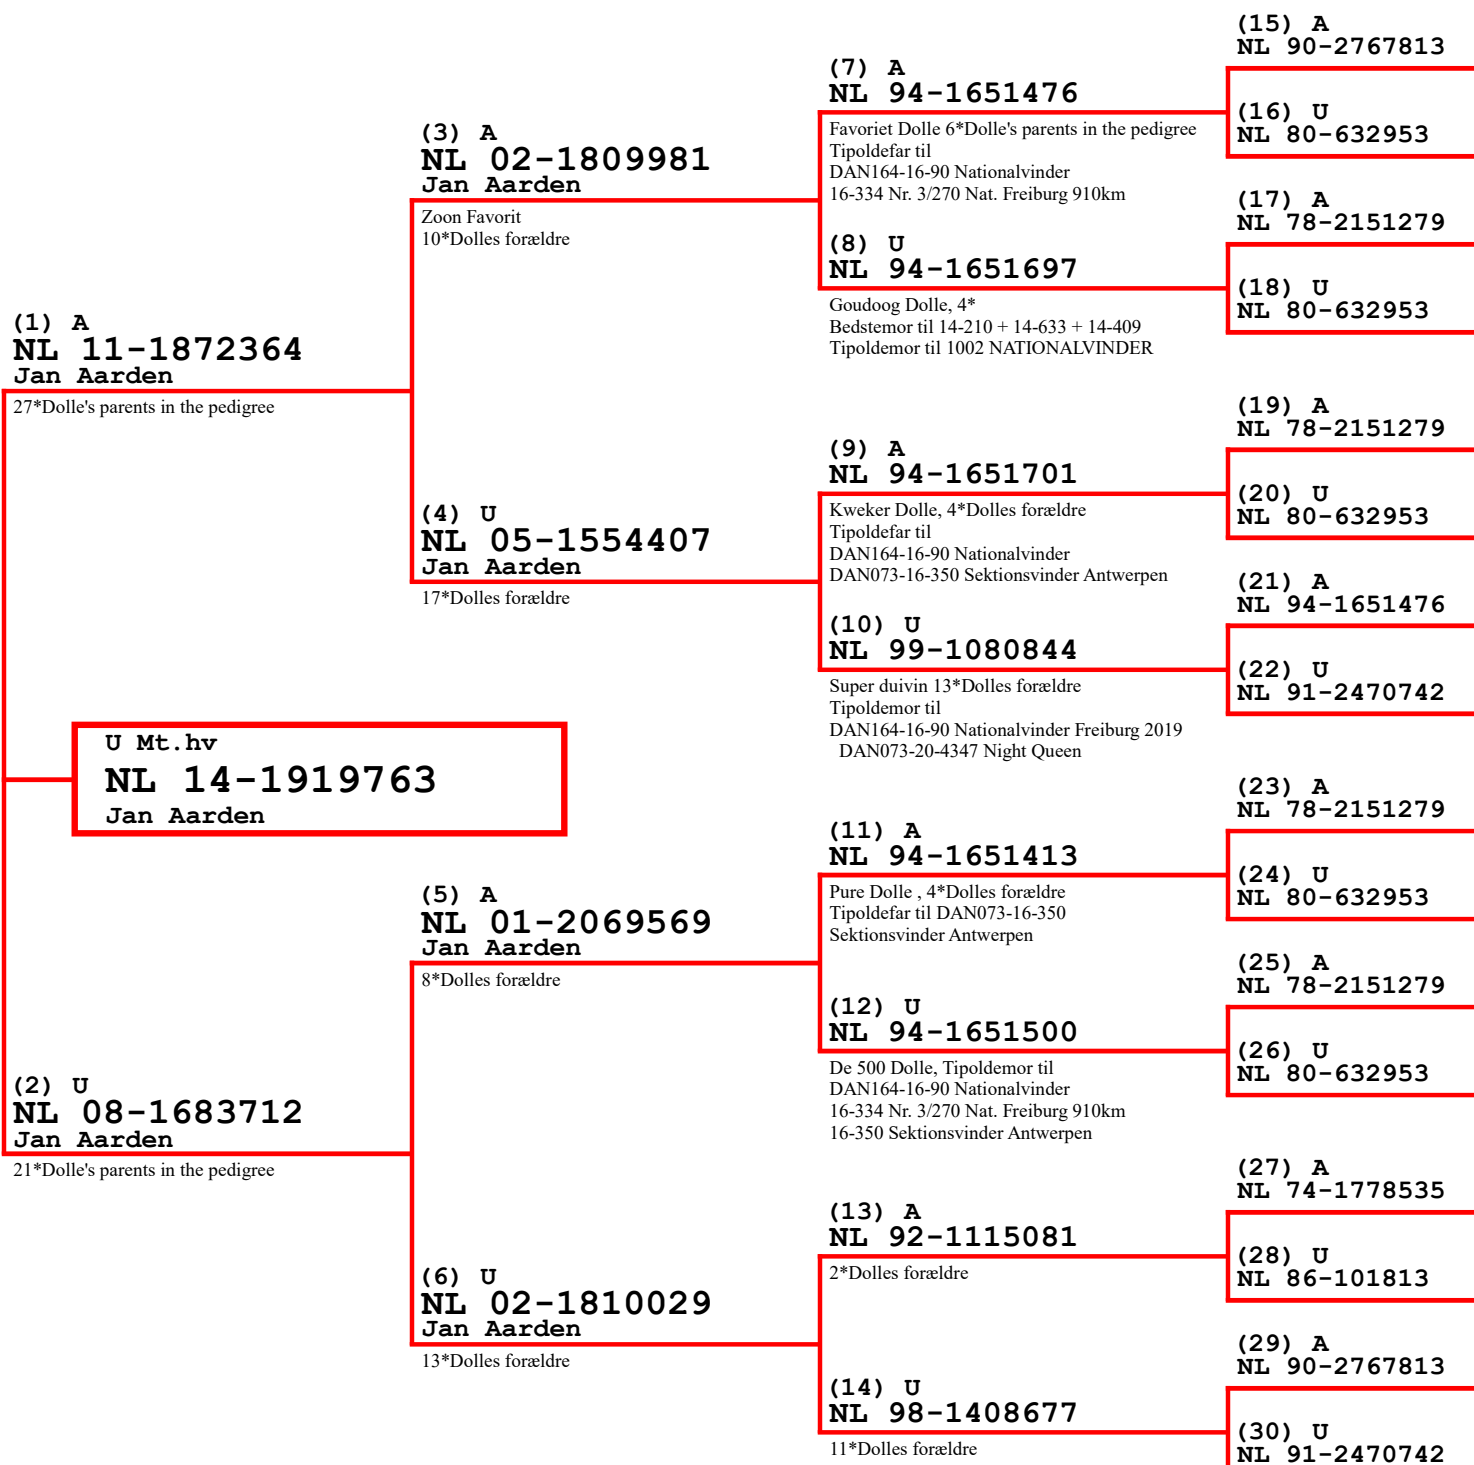 (15) A
NL 90-2767813
(7) A
NL 94-1651476
Favoriet Dolle 6*Dolle's parents in the pedigree
Tipoldefar til
DAN164-16-90 Nationalvinder
16-334 Nr. 3/270 Nat. Freiburg 910km
(16) U
NL 80-632953
(3) A
NL 02-1809981
Jan Aarden
Zoon Favorit
10*Dolles forældre
(17) A
NL 78-2151279
(8) U
NL 94-1651697
Goudoog Dolle, 4*
Bedstemor til 14-210 + 14-633 + 14-409
Tipoldemor til 1002 NATIONALVINDER
(18) U
NL 80-632953
(1) A
NL 11-1872364
Jan Aarden
27*Dolle's parents in the pedigree
(19) A
NL 78-2151279
(9) A
NL 94-1651701
Kweker Dolle, 4*Dolles forældre
Tipoldefar til
DAN164-16-90 Nationalvinder
DAN073-16-350 Sektionsvinder Antwerpen
(20) U
NL 80-632953
(4) U
NL 05-1554407
Jan Aarden
17*Dolles forældre
(21) A
NL 94-1651476
(10) U
NL 99-1080844
Super duivin 13*Dolles forældre
Tipoldemor til
DAN164-16-90 Nationalvinder Freiburg 2019
DAN073-20-4347 Night Queen
(22) U
NL 91-2470742
U Mt.hv
NL 14-1919763
Jan Aarden
(23) A
NL 78-2151279
(11) A
NL 94-1651413
Pure Dolle , 4*Dolles forældre
Tipoldefar til DAN073-16-350
Sektionsvinder Antwerpen
(24) U
NL 80-632953
(5) A
NL 01-2069569
Jan Aarden
8*Dolles forældre
(25) A
NL 78-2151279
(12) U
NL 94-1651500
De 500 Dolle, Tipoldemor til
DAN164-16-90 Nationalvinder
16-334 Nr. 3/270 Nat. Freiburg 910km
16-350 Sektionsvinder Antwerpen
(26) U
NL 80-632953
(2) U
NL 08-1683712
Jan Aarden
21*Dolle's parents in the pedigree
(27) A
NL 74-1778535
(13) A
NL 92-1115081
2*Dolles forældre
(28) U
NL 86-101813
(6) U
NL 02-1810029
Jan Aarden
13*Dolles forældre
(29) A
NL 90-2767813
(14) U
NL 98-1408677
11*Dolles forældre
(30) U
NL 91-2470742